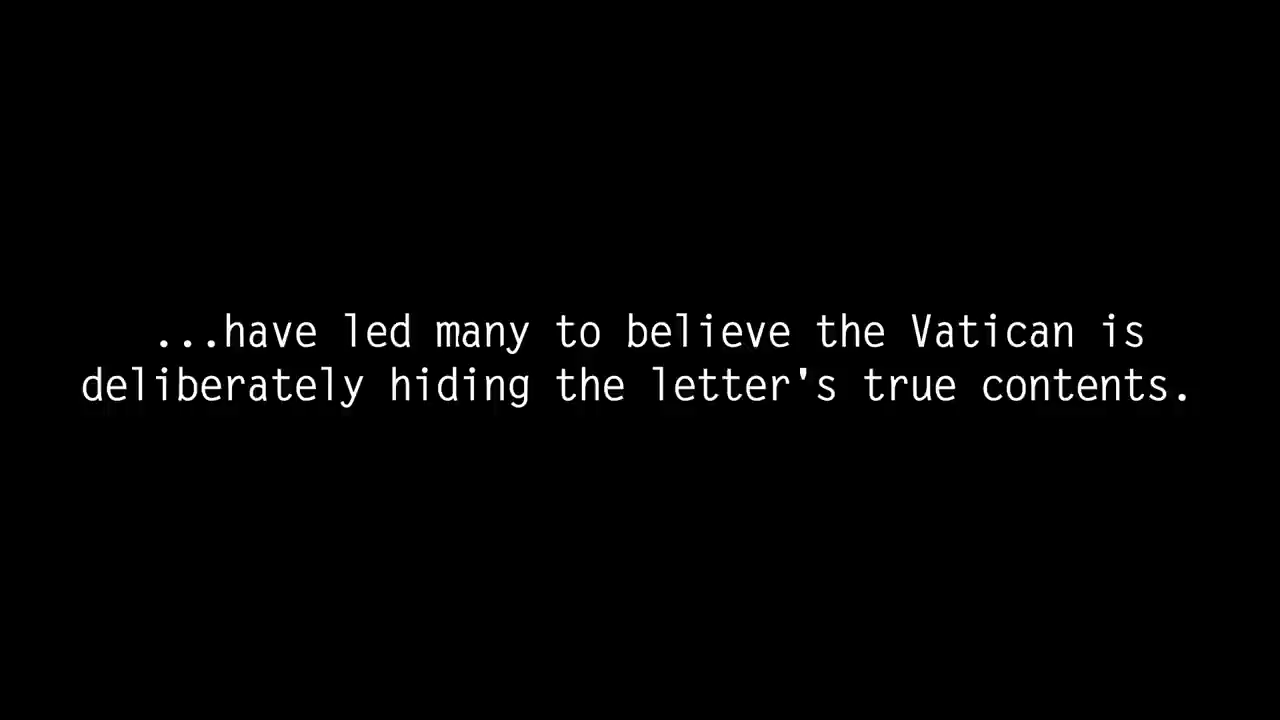 ...have led many to believe the Vatican is
deliberately hiding the letter's true contents.